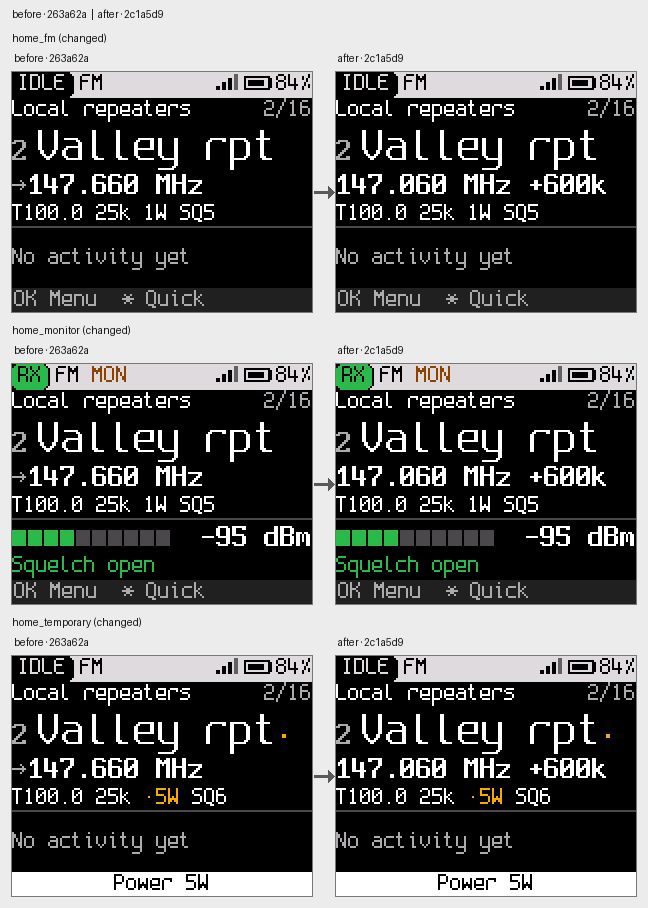 before·263a62a | after·2c1a5d9
home_fm (changed)
before·263a62a
IDLE FM 84%
Local repeaters 2/16
2 Valley rpt
→147.660 MHz
T100.0 25k 1W SQ5
No activity yet
OK Menu * Quick
after·2c1a5d9
IDLE FM 84%
Local repeaters 2/16
2 Valley rpt
147.060 MHz +600k
T100.0 25k 1W SQ5
No activity yet
OK Menu * Quick
home_monitor (changed)
before·263a62a
RX FM MON 84%
Local repeaters 2/16
2 Valley rpt
→147.660 MHz
T100.0 25k 1W SQ5
-95 dBm
Squelch open
OK Menu * Quick
after·2c1a5d9
RX FM MON 84%
Local repeaters 2/16
2 Valley rpt
147.060 MHz +600k
T100.0 25k 1W SQ5
-95 dBm
Squelch open
OK Menu * Quick
home_temporary (changed)
before·263a62a
IDLE FM 84%
Local repeaters 2/16
2 Valley rpt·
→147.660 MHz
T100.0 25k ·5W SQ6
No activity yet
Power 5W
after·2c1a5d9
IDLE FM 84%
Local repeaters 2/16
2 Valley rpt·
147.060 MHz +600k
T100.0 25k ·5W SQ6
No activity yet
Power 5W